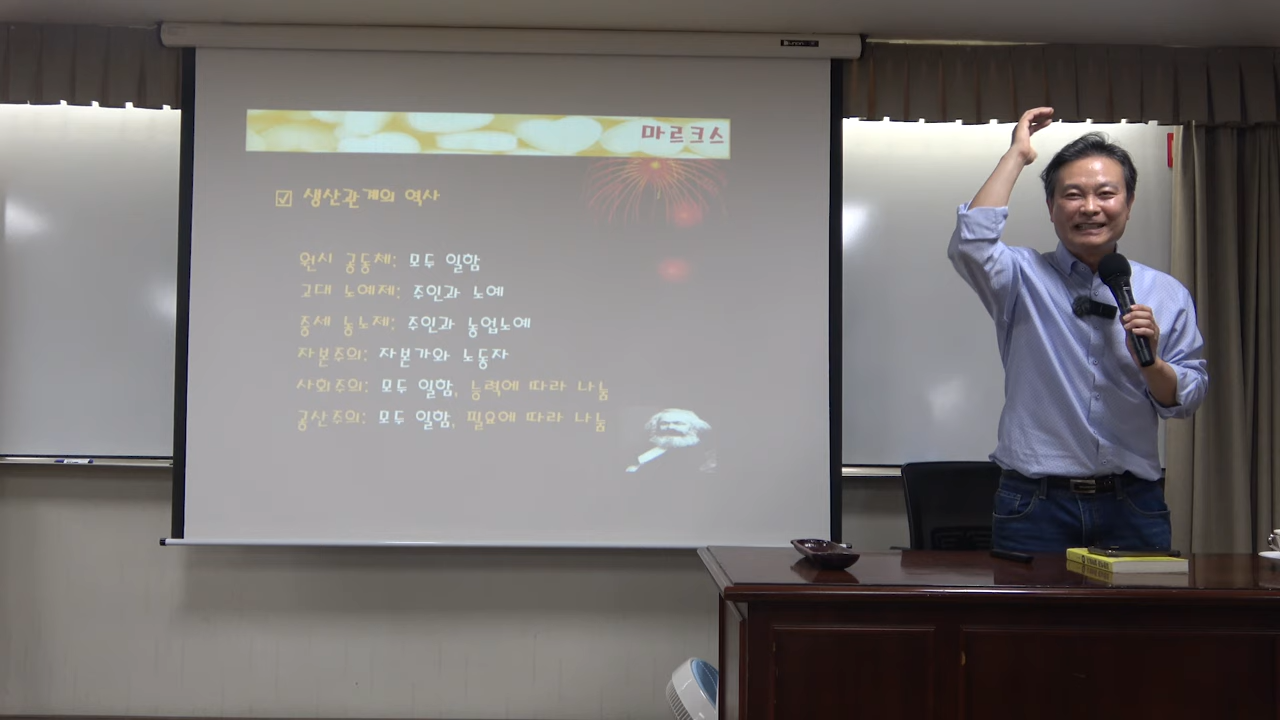 마르크스
생산관계의 역사
원시 공동체: 모두 일함
고대 노예제: 주인과 노예
중세 농노제: 주인과 농업노예
자본주의: 자본가와 노동자
사회주의: 모두 일함, 능력에 따라 나눔
공산주의: 모두 일함, 필요에 따라 나눔